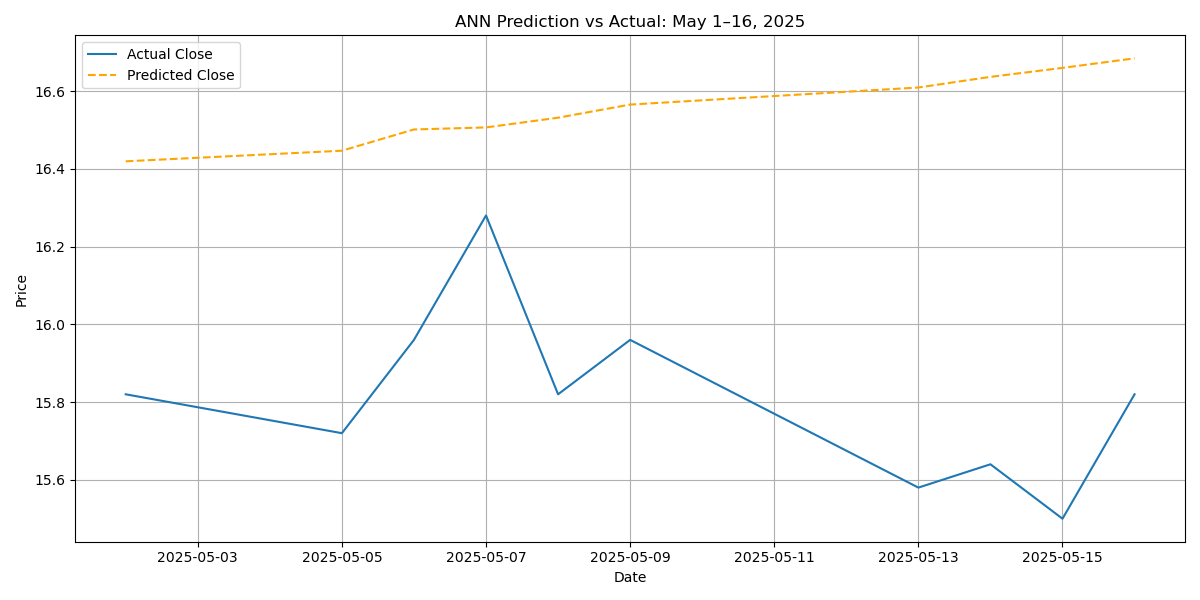 ANN Prediction vs Actual: May 1–16, 2025
Actual Close
Predicted Close
Price
16.6
16.4
16.2
16.0
15.8
15.6
2025-05-03 2025-05-05 2025-05-07 2025-05-09 2025-05-11 2025-05-13 2025-05-15
Date